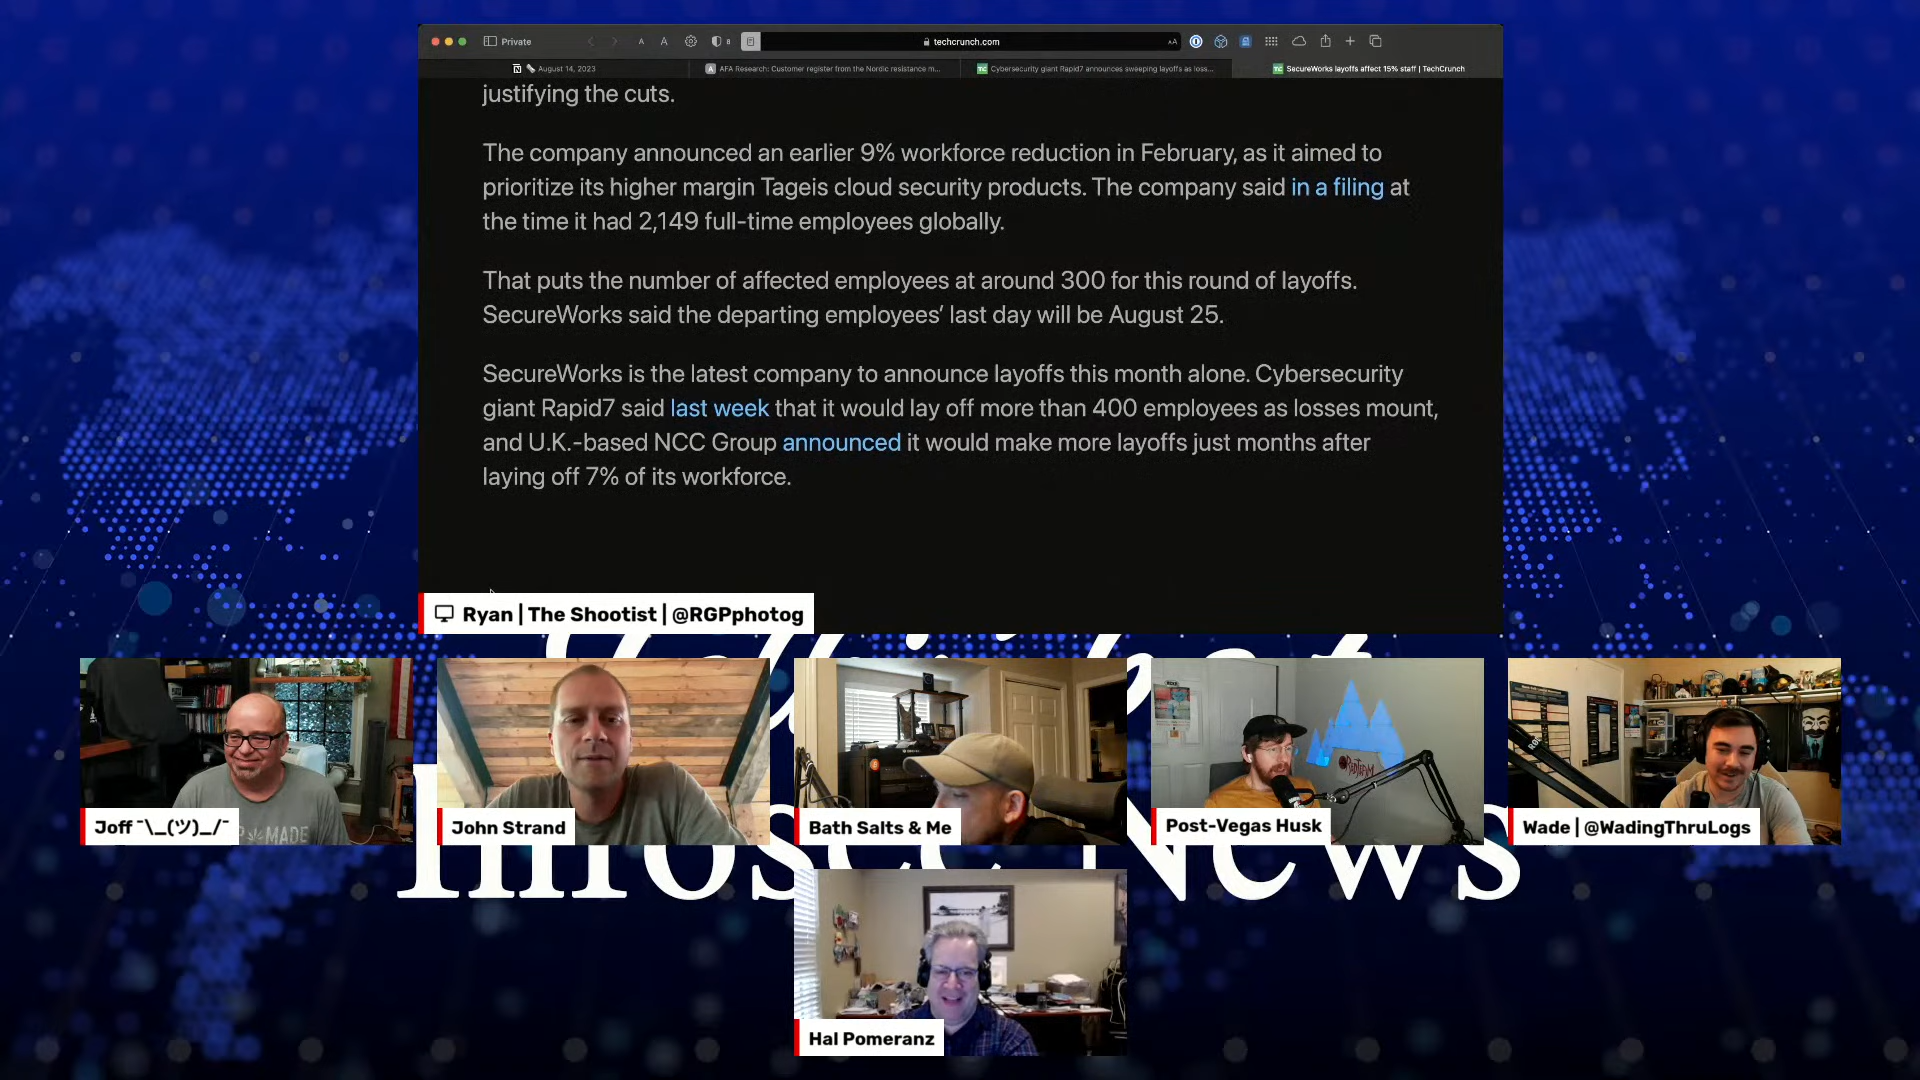 Private
A A
8
techcrunch.com
AA
August 14, 2023
AFA Research: Customer register from the Nordic resistance m...
Cybersecurity giant Rapid7 announces sweeping layoffs as loss...
SecureWorks layoffs affect 15% staff | TechCrunch
justifying the cuts.
The company announced an earlier 9% workforce reduction in February, as it aimed to
prioritize its higher margin Tageis cloud security products. The company said in a filing at
the time it had 2,149 full-time employees globally.
That puts the number of affected employees at around 300 for this round of layoffs.
SecureWorks said the departing employees’ last day will be August 25.
SecureWorks is the latest company to announce layoffs this month alone. Cybersecurity
giant Rapid7 said last week that it would lay off more than 400 employees as losses mount,
and U.K.-based NCC Group announced it would make more layoffs just months after
laying off 7% of its workforce.
Ryan | The Shootist | @RGPphotog
Joff ¯\_(ツ)_/¯
MADE
John Strand
Bath Salts & Me
Post-Vegas Husk
Wade | @WadingThruLogs
Infosec News
Hal Pomeranz